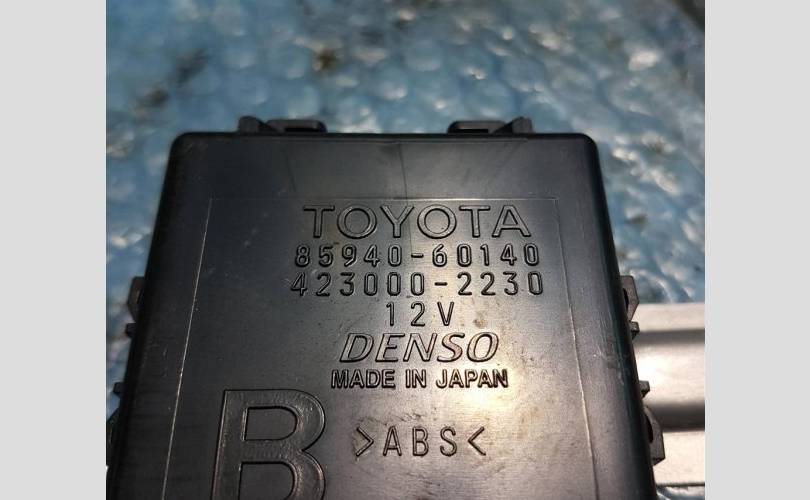 TOYOTA
85940-60140
423000-2230
12V
DENSO
MADE IN JAPAN
B
>ABS<